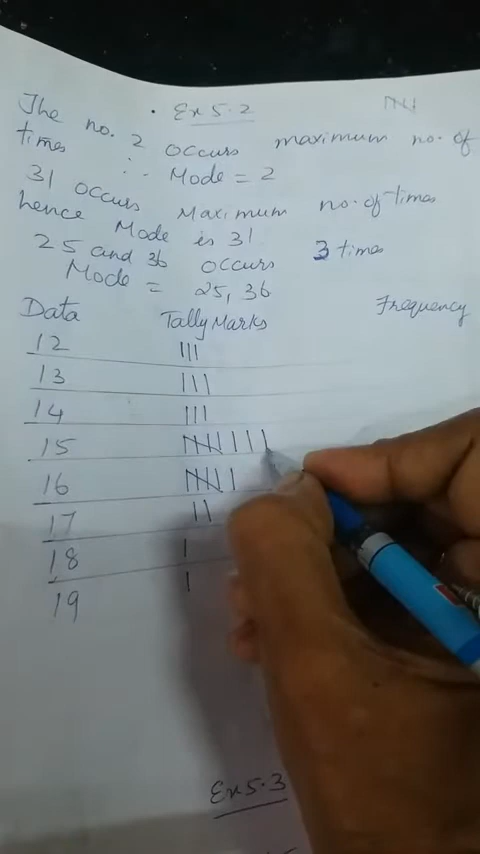 Ex 5.2
The no. 2 occurs maximum no. of
times ∴ Mode = 2
31 occurs Maximum no. of times
hence Mode is 31
25 and 36 occurs 3 times
Mode = 25, 36
Data Tally Marks Frequency
12 |||
13 |||
14 |||
15 |||| |||
16 |||| |
17 ||
18 |
19 |
Ex 5.3